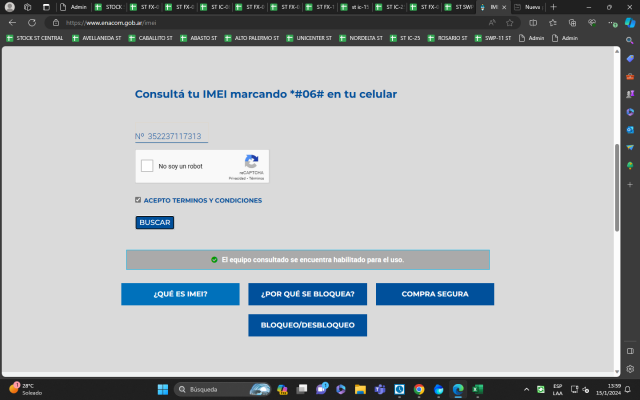 Admin
STOCK
ST FX-
ST IC-
ST FX-
ST FX-
ST FX-
st ic-1
ST IC-2
ST FX-
ST SWP
IMEI
Nueva
https://www.enacom.gob.ar/imei
STOCK ST CENTRAL
AVELLANEDA ST
CABALLITO ST
ABASTO ST
ALTO PALERMO ST
UNICENTER ST
NORDELTA ST
ST IC-25
ROSARIO ST
SWP-11 ST
Admin
Admin
Consultá tu IMEI marcando *#06# en tu celular
Nº 352237117313
No soy un robot
reCAPTCHA
Privacidad - Términos
ACEPTO TERMINOS Y CONDICIONES
BUSCAR
El equipo consultado se encuentra habilitado para el uso.
¿QUÉ ES IMEI?
¿POR QUÉ SE BLOQUEA?
COMPRA SEGURA
BLOQUEO/DESBLOQUEO
28°C
Soleado
Búsqueda
ESP
LAA
13:59
15/1/2024